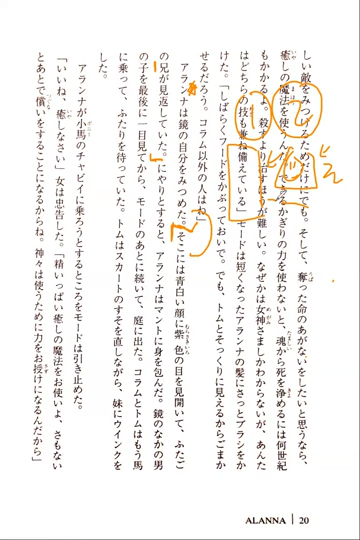 しい敵をみつけるためだけにでも。そして、奪った命のあがないをしたいと思うなら、
癒しの魔法を使うんだ。できるかぎりの力を使わないと、魂から死を浄めるには何世紀
もかかるよ。殺すより治すほうが難しい。なぜかは女神さましかわからないが、あんた
はどちらの技も兼ね備えている」モードは短くなったアランナの髪にさっとブラシをか
けた。「しばらくフードをかぶっておいで。でも、トムとそっくりに見えるからごまか
せるだろう。コラム以外の人はね」
アランナは鏡の自分をみつめた。そこには青白い顔に紫色の目を見開いて、ふたご
の兄が見返していた。にやりとすると、アランナはマントに身を包んだ。鏡のなかの男
の子を最後に一目見てから、モードのあとに続いて、庭に出た。コラムとトムはもう馬
に乗って、ふたりを待っていた。トムはスカートのすそを直しながら、妹にウインクを
した。
アランナが小馬のチャビイに乗ろうとするところをモードは引き止めた。
「いいね、癒しなさい」女は忠告した。「精いっぱい癒しの魔法をお使いよ、さもない
とあとで償いをすることになるからね。神々は使うために力をお授けになるんだから」
ALANNA | 20